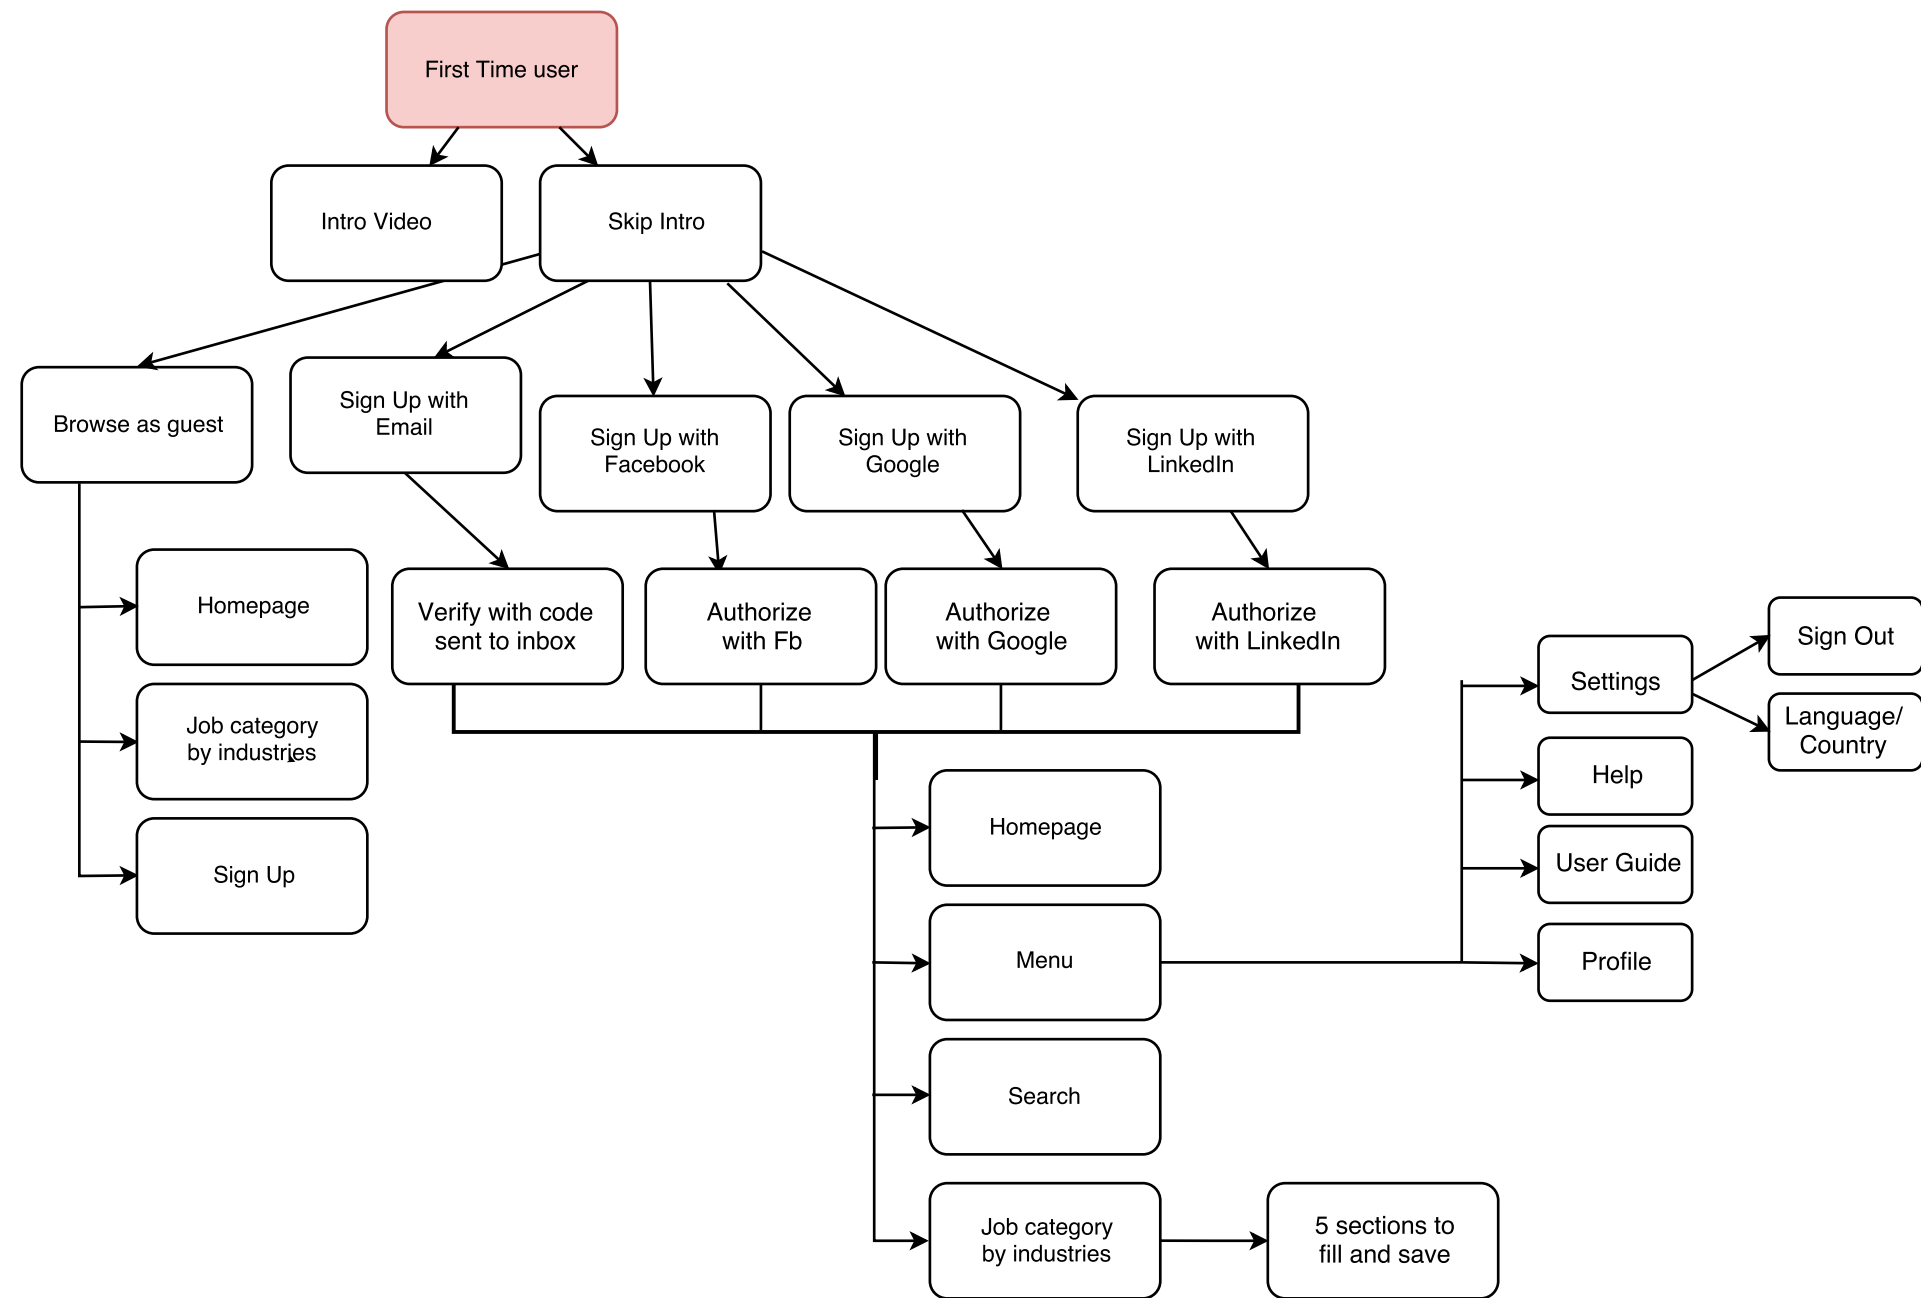 First Time user
Intro Video
Skip Intro
Browse as guest
Sign Up with
Email
Sign Up with
Facebook
Sign Up with
Google
Sign Up with
LinkedIn
Homepage
Job category
by industries
Sign Up
Verify with code
sent to inbox
Authorize
with Fb
Authorize
with Google
Authorize
with LinkedIn
Homepage
Menu
Search
Job category
by industries
5 sections to
fill and save
Settings
Help
User Guide
Profile
Sign Out
Language/
Country